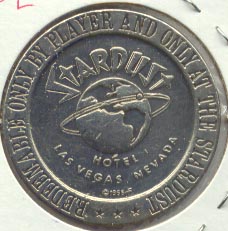 REDEEMABLE ONLY BY PLAYER AND ONLY AT THE STARDUST
STARDUST
HOTEL
LAS VEGAS, NEVADA